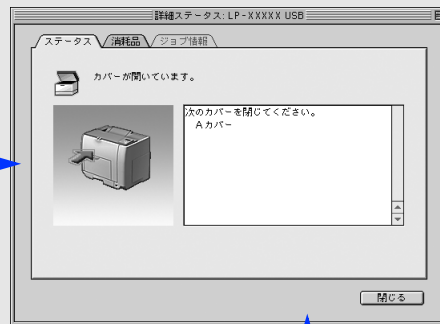 詳細ステータス: LP-XXXXX USB
ステータス 消耗品 ジョブ情報
カバーが開いています。
次のカバーを閉じてください。
Aカバー
閉じる